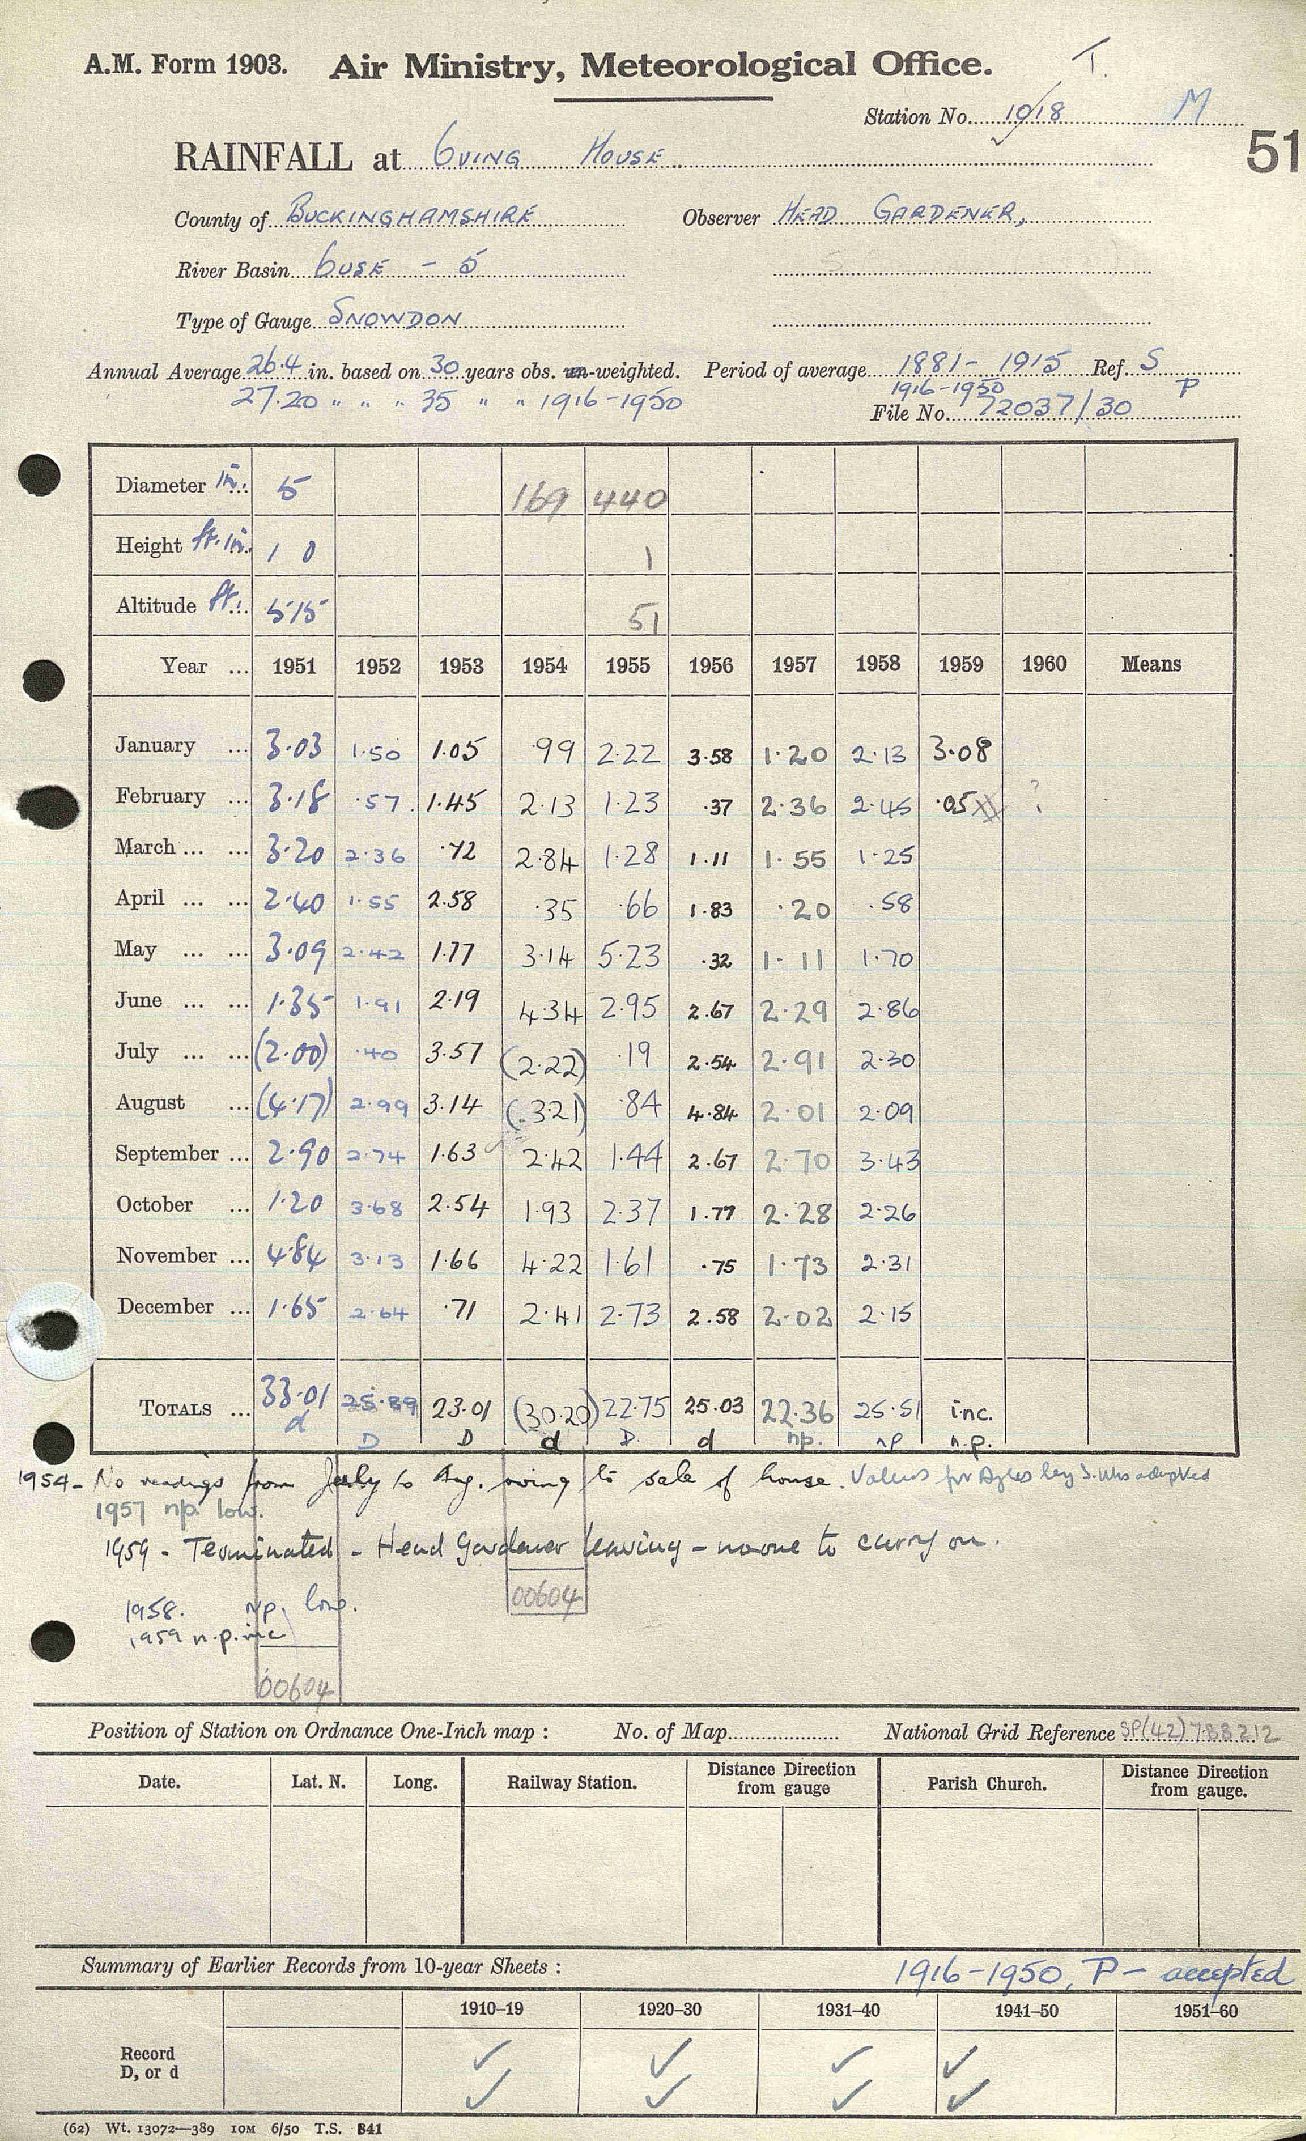 A.M. Form 1903. Air Ministry, Meteorological Office. T.
Station No. 1018 M
51
RAINFALL at Oving House
County of BUCKINGHAMSHIRE Observer HEAD GARDENER,
River Basin OUSE - 5
Type of Gauge SNOWDON
Annual Average 26.4 in. based on 30 years obs. un-weighted. Period of average 1881-1915 Ref. S
27.20 " " " 35 " " 1916-1950 1916-1950 P
File No. 72037/30
Diameter in. 5 169 440
Height ft. in. 1 0 1
Altitude ft. 515 51
Year ... 1951 1952 1953 1954 1955 1956 1957 1958 1959 1960 Means
January ... 3.03 1.50 1.05 .99 2.22 3.58 1.20 2.13 3.08
February ... 3.18 .57 1.45 2.13 1.23 .37 2.36 2.45 .05 ?
March ... ... 3.20 2.36 .72 2.84 1.28 1.11 1.55 1.25
April ... ... 2.40 1.55 2.58 .35 .66 1.83 .20 .58
May ... ... 3.09 2.42 1.77 3.14 5.23 .32 1.11 1.70
June ... ... 1.35 1.91 2.19 4.34 2.95 2.67 2.29 2.86
July ... ... (2.00) .40 3.57 (2.22) .19 2.54 2.91 2.30
August ... (4.17) 2.99 3.14 (3.21) .84 4.84 2.01 2.09
September ... 2.90 2.74 1.63 2.42 1.44 2.67 2.70 3.43
October ... 1.20 3.68 2.54 1.93 2.37 1.77 2.28 2.26
November ... 4.84 3.13 1.66 4.22 1.61 .75 1.73 2.31
December ... 1.65 2.64 .71 2.41 2.73 2.58 2.02 2.15
TOTALS ... 33.01 25.89 23.01 (30.20) 22.75 25.03 22.36 25.51 inc.
d D D d D. d np. np n.p.
1954 - No readings from July to Aug. owing to sale of house. Values for Aylesbury S. Wks adopted
1957 np. low.
1959 - Terminated - Head Gardener leaving - no one to carry on.
00604
1958. np. low.
1959 n.p. inc
00604
Position of Station on Ordnance One-Inch map : No. of Map National Grid Reference SP(42)788212
Date. Lat. N. Long. Railway Station. Distance Direction from gauge Parish Church. Distance Direction from gauge.
Summary of Earlier Records from 10-year Sheets : 1916-1950, P - accepted
1910-19 1920-30 1931-40 1941-50 1951-60
Record ✓ ✓ ✓ ✓
D, or d ✓ ✓ ✓ ✓
(62) Wt. 13072—389 10M 6/50 T.S. 841